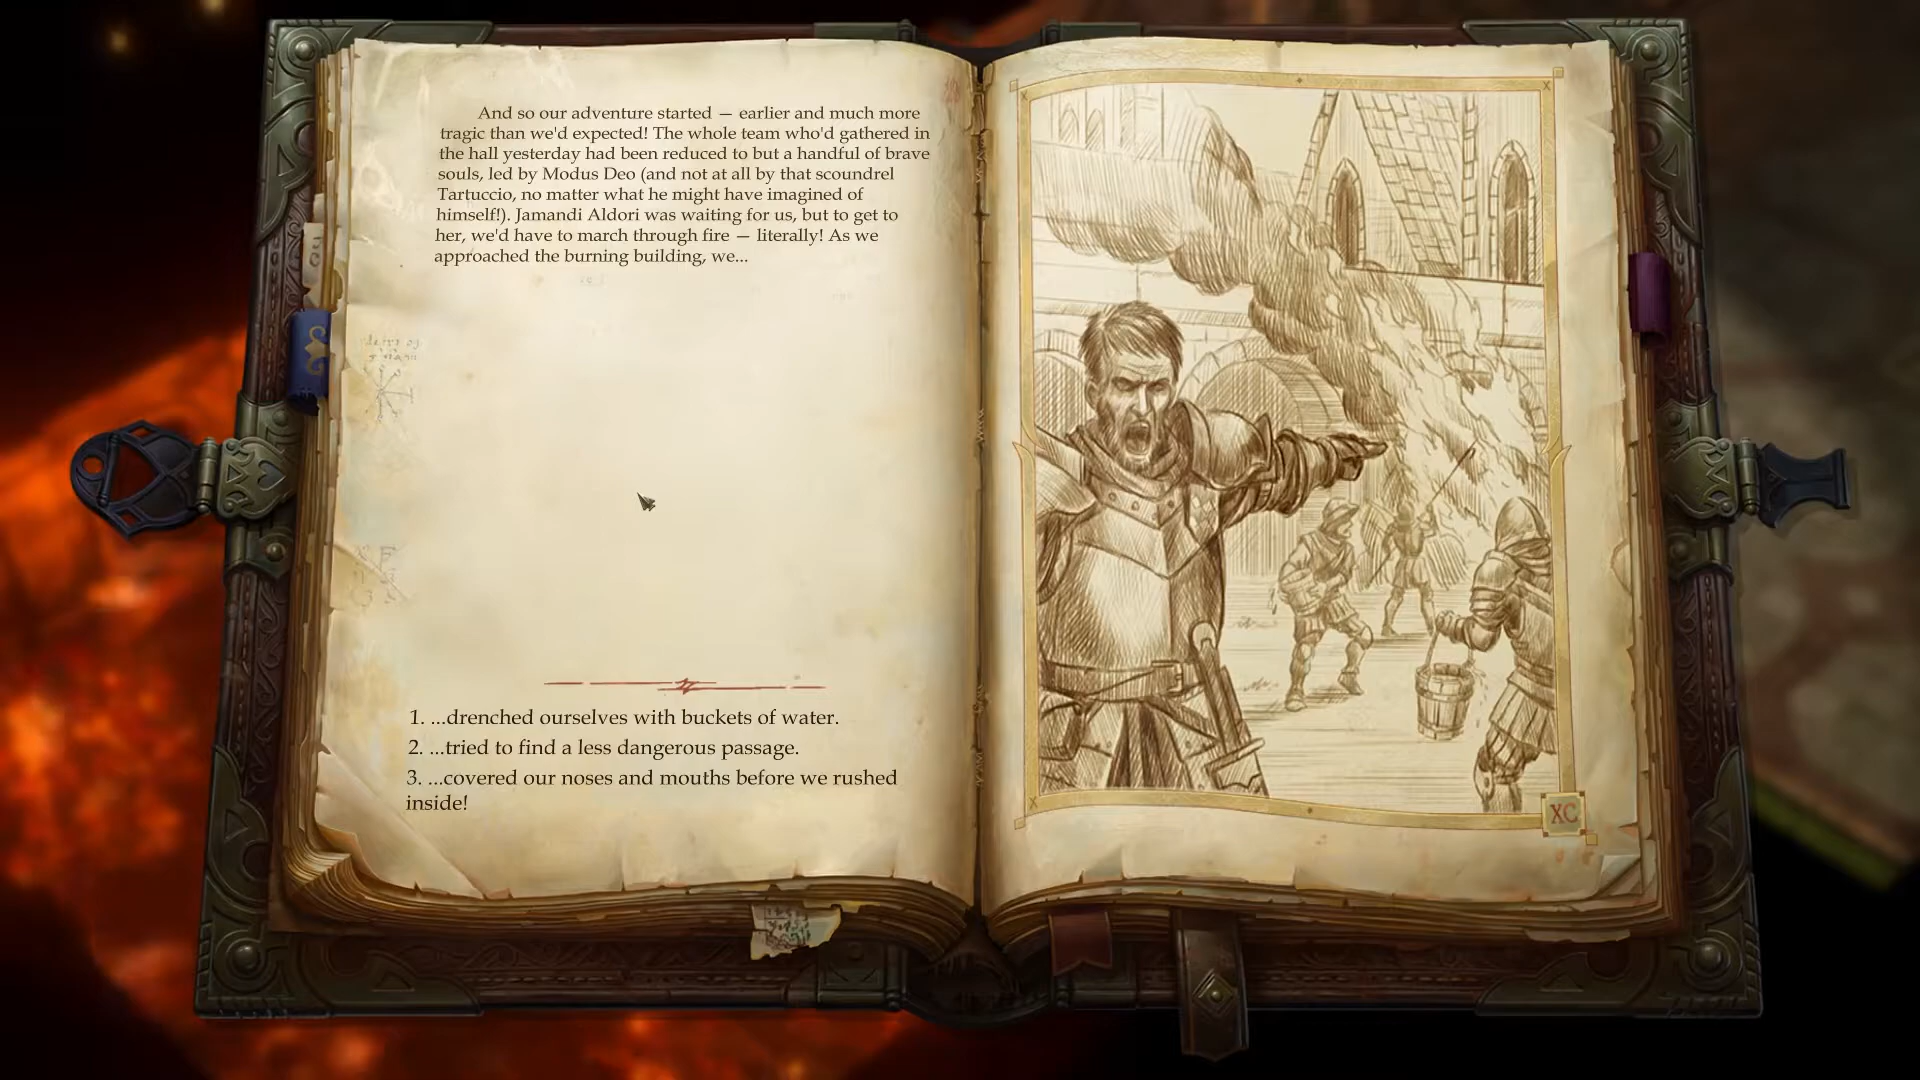 And so our adventure started — earlier and much more
tragic than we'd expected! The whole team who'd gathered in
the hall yesterday had been reduced to but a handful of brave
souls, led by Modus Deo (and not at all by that scoundrel
Tartuccio, no matter what he might have imagined of
himself!). Jamandi Aldori was waiting for us, but to get to
her, we'd have to march through fire — literally! As we
approached the burning building, we...
1. ...drenched ourselves with buckets of water.
2. ...tried to find a less dangerous passage.
3. ...covered our noses and mouths before we rushed
inside!
XC